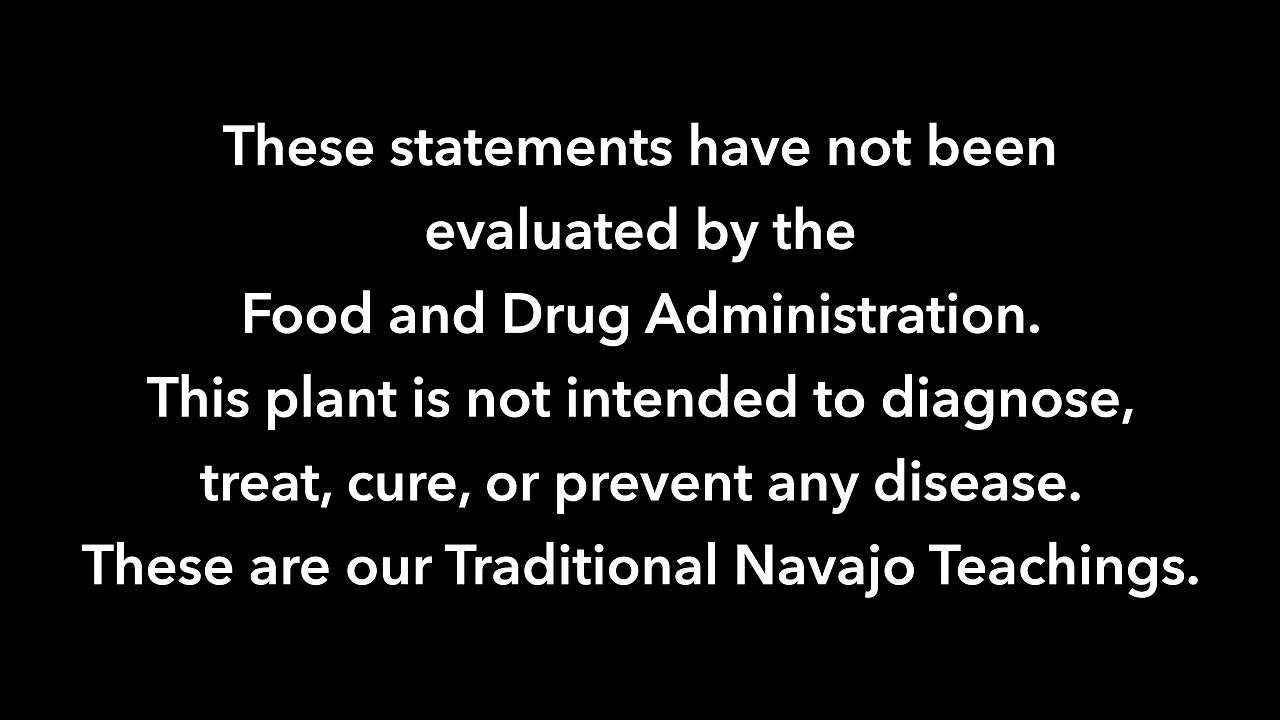 These statements have not been
evaluated by the
Food and Drug Administration.
This plant is not intended to diagnose,
treat, cure, or prevent any disease.
These are our Traditional Navajo Teachings.